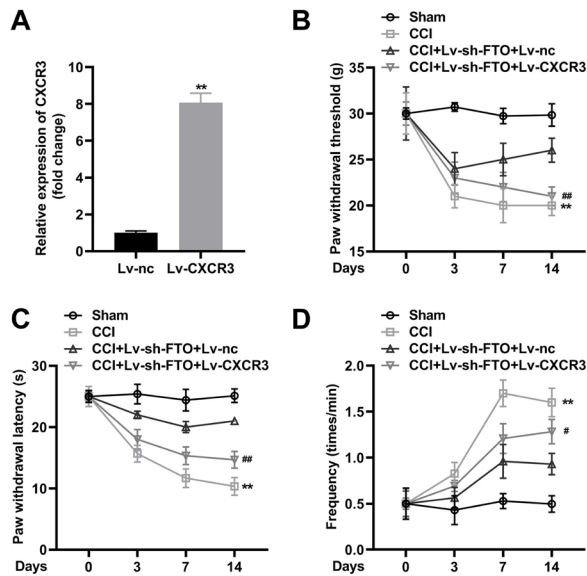 A
Relative expression of CXCR3
(fold change)
10
8
6
4
2
0
**
Lv-nc
Lv-CXCR3
B
Sham
CCI
CCI+Lv-sh-FTO+Lv-nc
CCI+Lv-sh-FTO+Lv-CXCR3
Paw withdrawal threshold (g)
35
30
25
20
15
##
**
Days
0
3
7
14
C
Sham
CCI
CCI+Lv-sh-FTO+Lv-nc
CCI+Lv-sh-FTO+Lv-CXCR3
Paw withdrawal latency (s)
30
20
10
0
##
**
Days
0
3
7
14
D
Sham
CCI
CCI+Lv-sh-FTO+Lv-nc
CCI+Lv-sh-FTO+Lv-CXCR3
Frequency (times/min)
2.0
1.5
1.0
0.5
0.0
**
#
Days
0
3
7
14